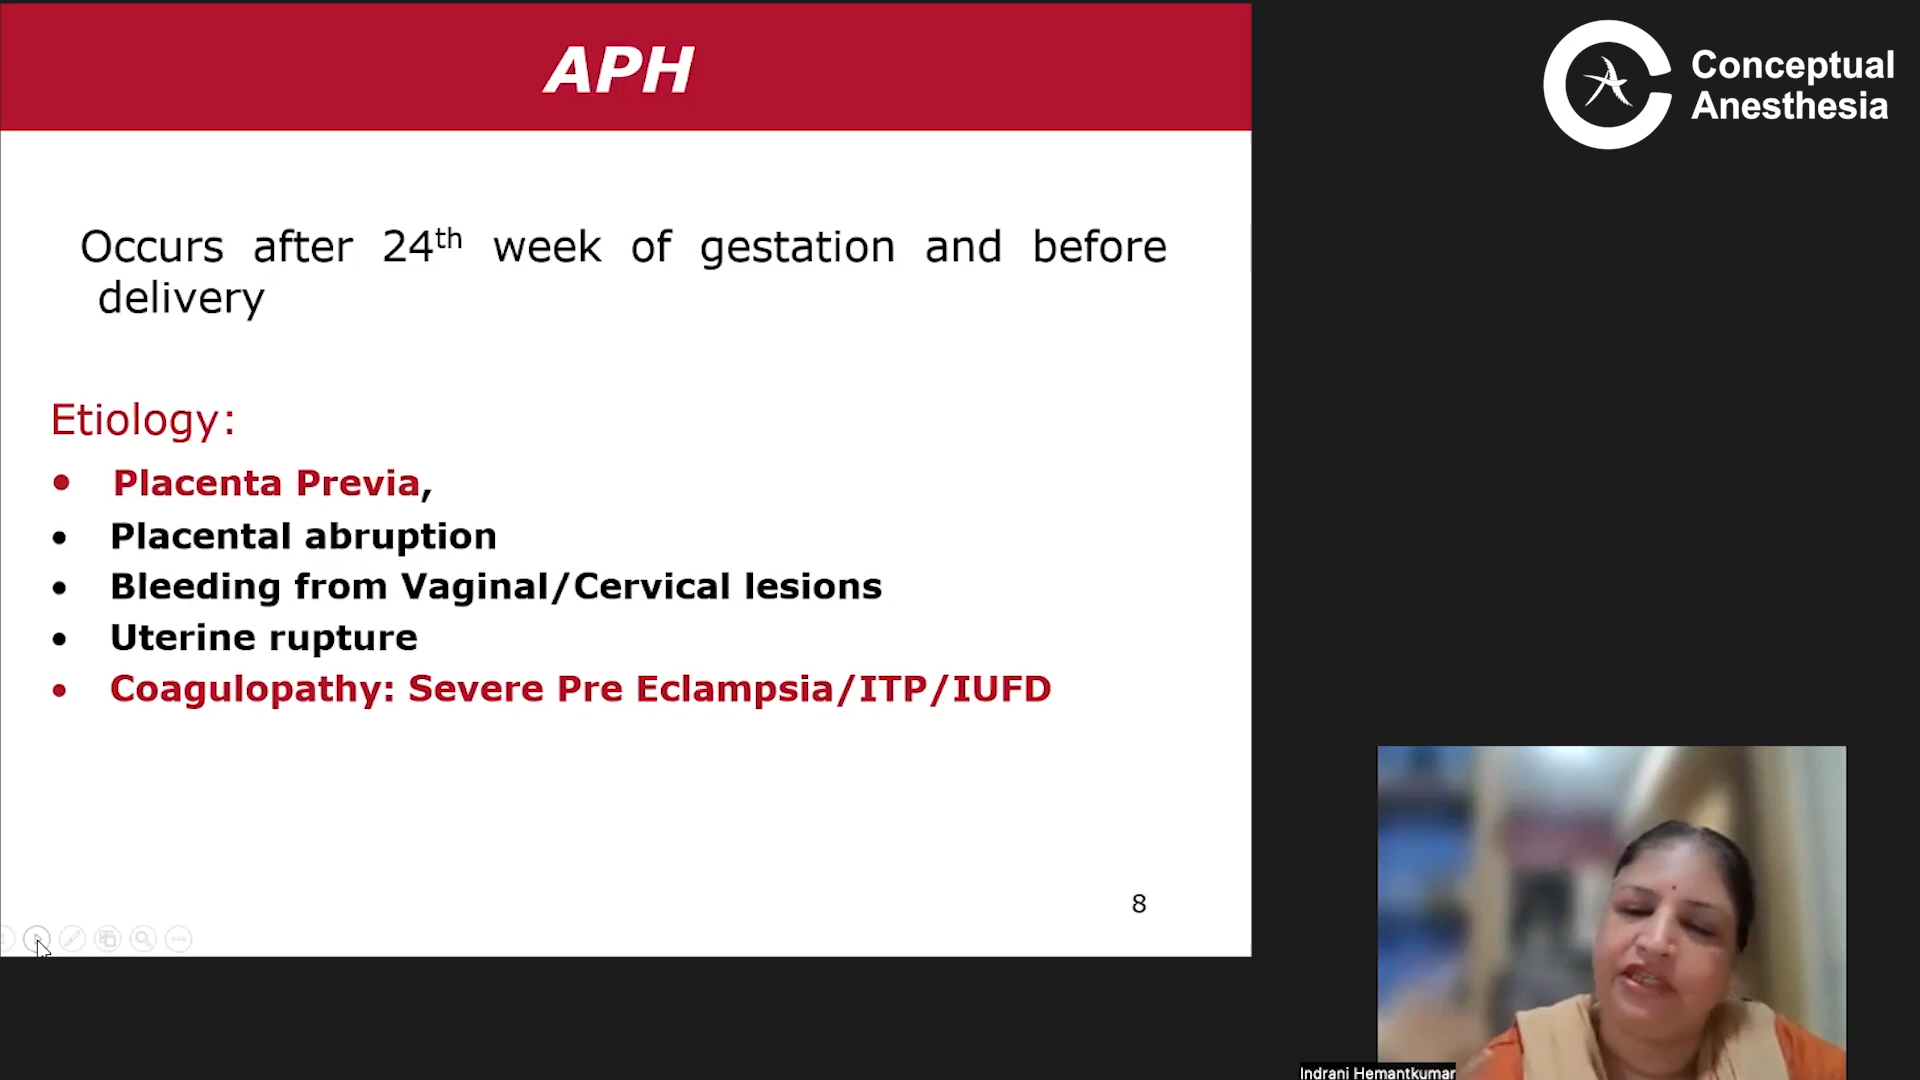 APH
Conceptual
Anesthesia
Occurs after 24th week of gestation and before
delivery
Etiology:
• Placenta Previa,
• Placental abruption
• Bleeding from Vaginal/Cervical lesions
• Uterine rupture
• Coagulopathy: Severe Pre Eclampsia/ITP/IUFD
8
Indrani Hemantkumar